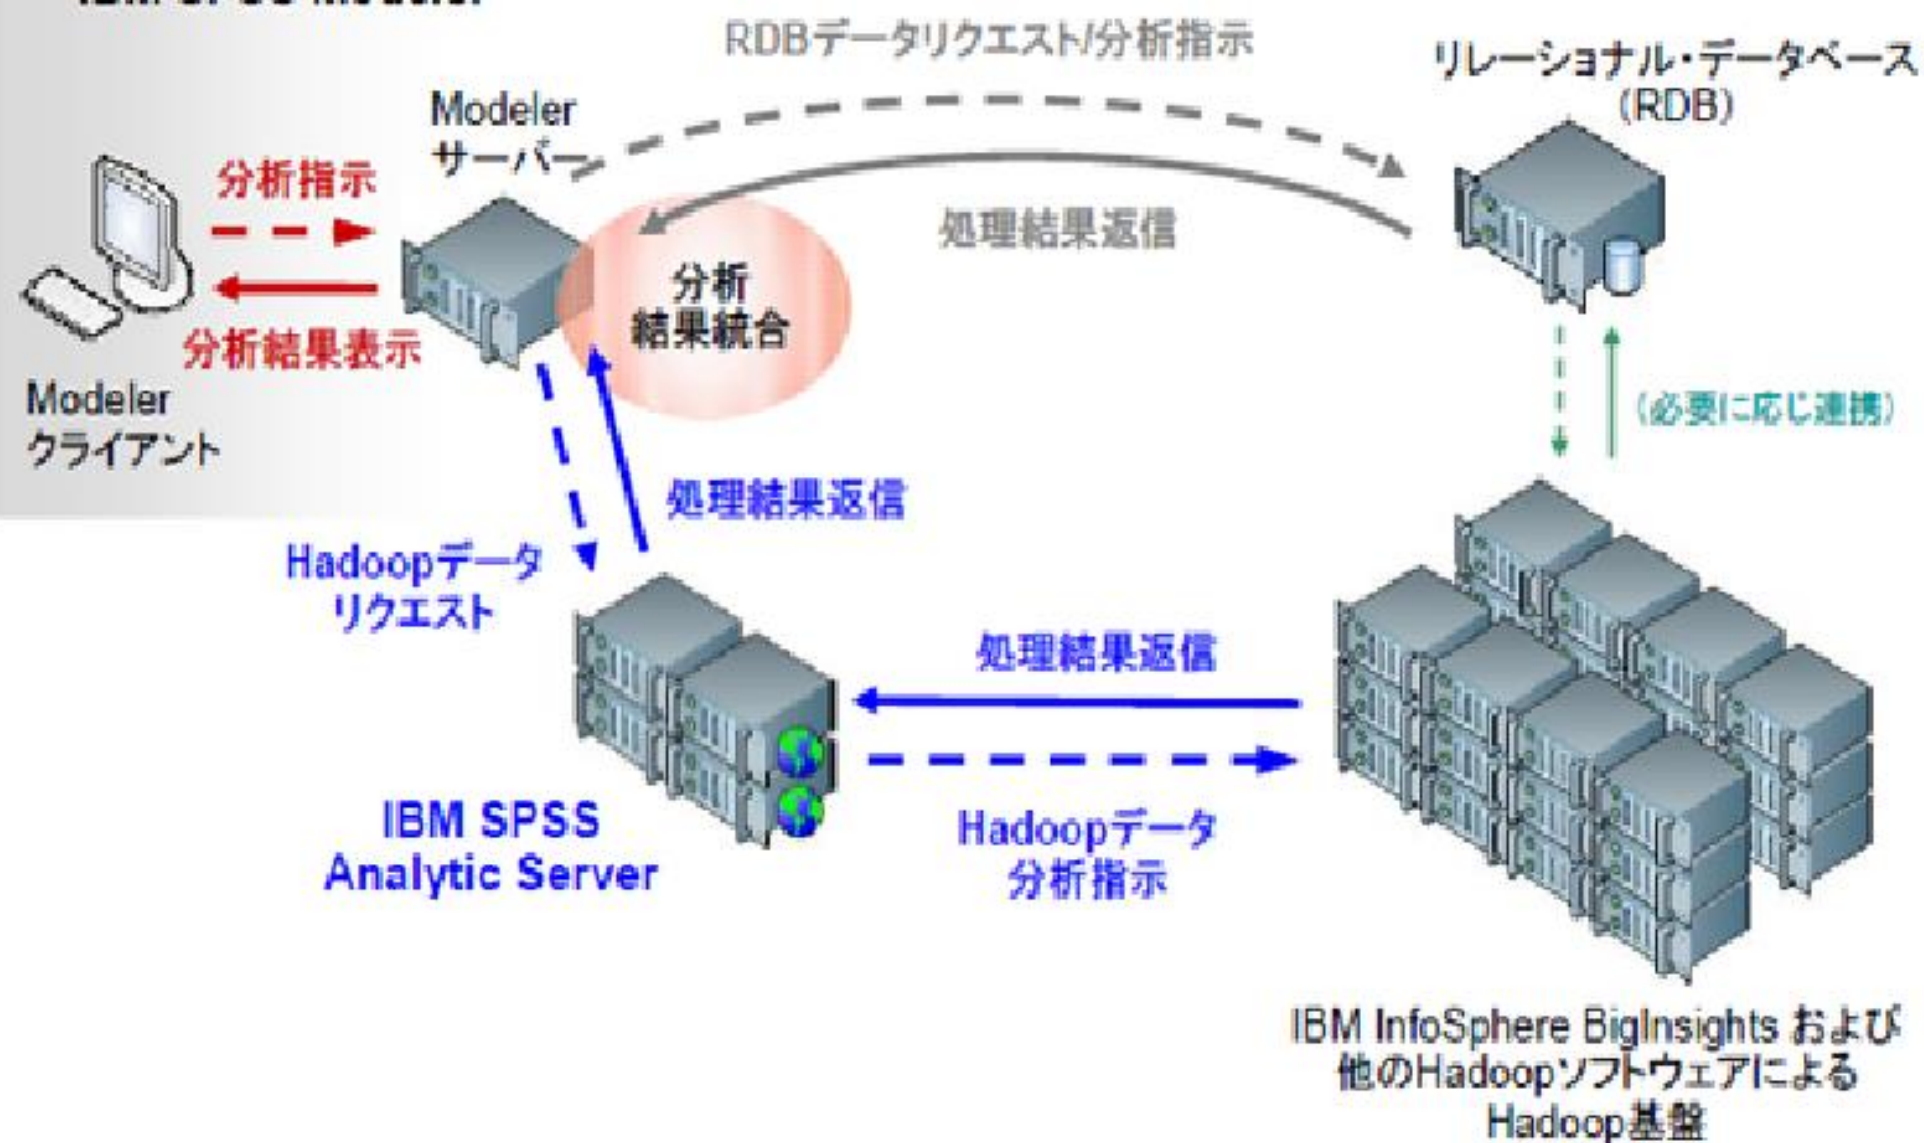 IBM SPSS Modeler
RDBデータリクエスト/分析指示
リレーショナル・データベース
(RDB)
Modeler
サーバー
分析指示
処理結果返信
分析
結果統合
分析結果表示
Modeler
クライアント
(必要に応じ連携)
処理結果返信
Hadoopデータ
リクエスト
処理結果返信
IBM SPSS
Analytic Server
Hadoopデータ
分析指示
IBM InfoSphere BigInsights および
他のHadoopソフトウェアによる
Hadoop基盤